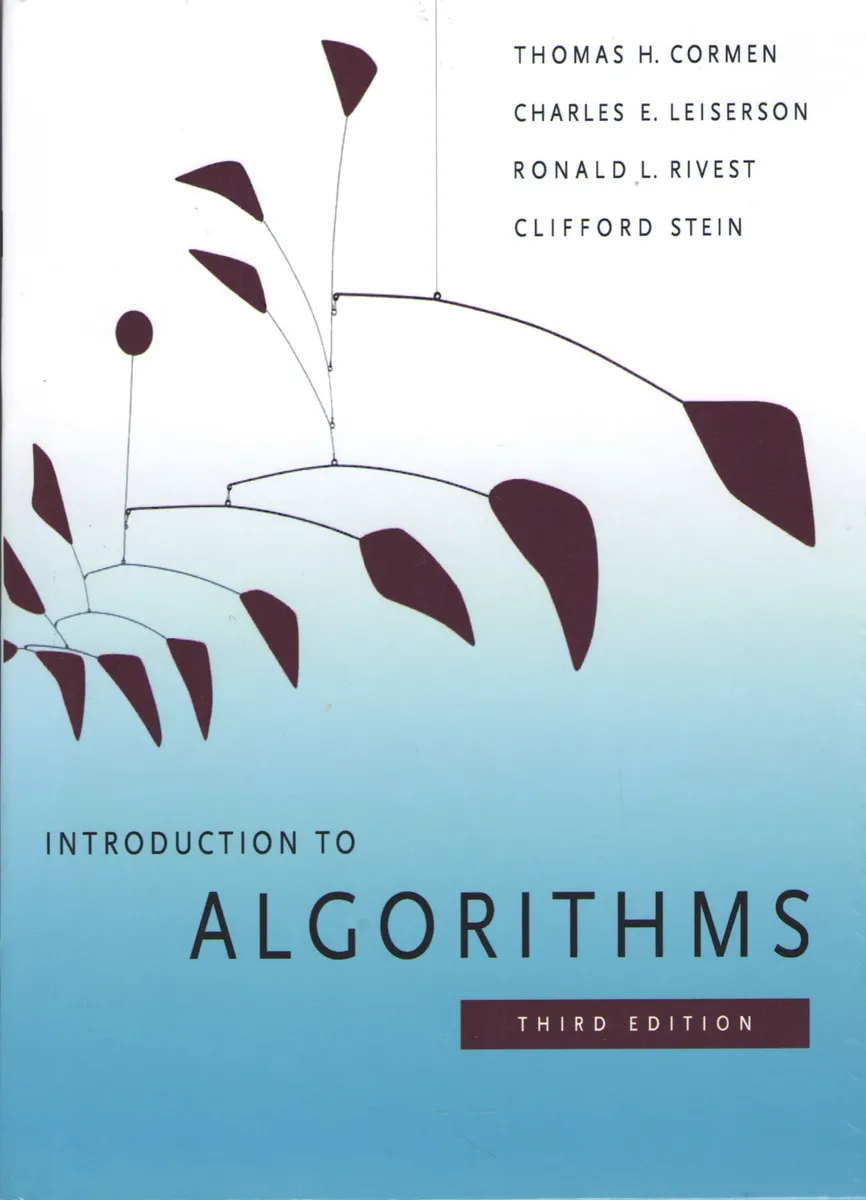 THOMAS H. CORMEN
CHARLES E. LEISERSON
RONALD L. RIVEST
CLIFFORD STEIN
INTRODUCTION TO
ALGORITHMS
THIRD EDITION